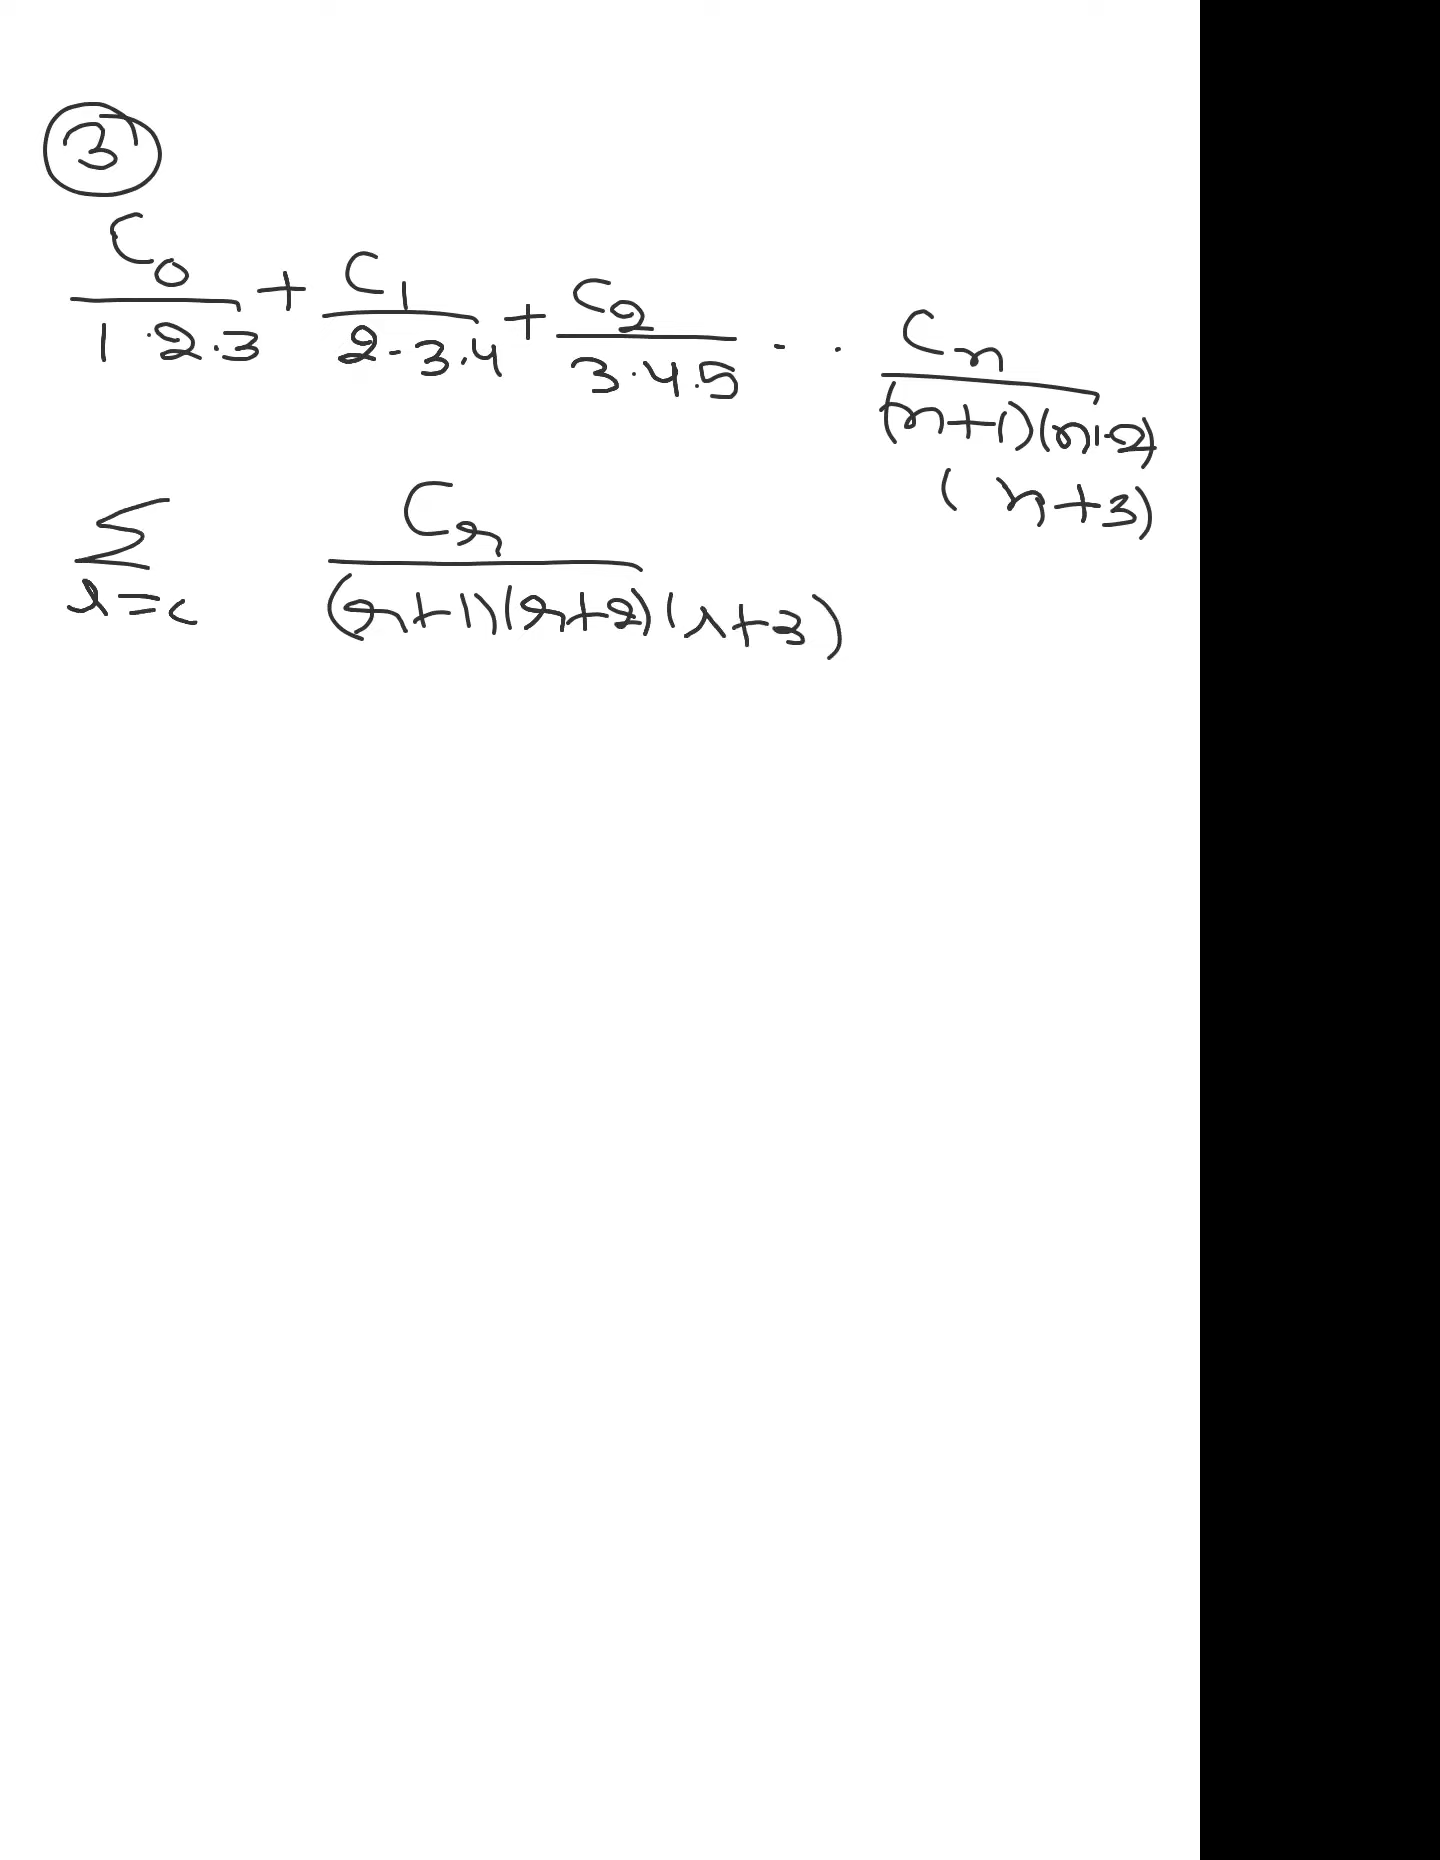 3
C₀/(1·2·3) + C₁/(2·3·4) + C₂/(3·4·5) ·· Cₙ/((n+1)(n+2)(n+3))
Σ r=0 Cᵣ/((r+1)(r+2)(r+3))